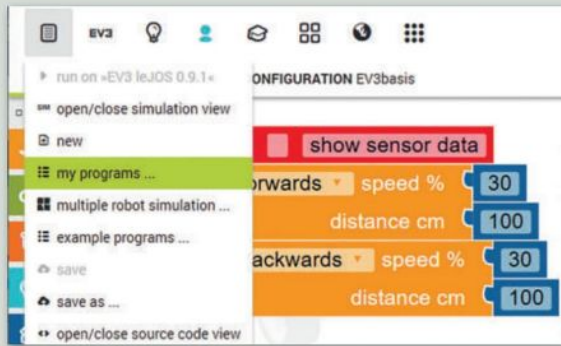 EV3
run on »EV3 leJOS 0.9.1«
ONFIGURATION EV3basis
SIM open/close simulation view
new
my programs ...
multiple robot simulation ...
example programs ...
save
save as ...
open/close source code view
show sensor data
orwards speed % 30
distance cm 100
ackwards speed % 30
distance cm 100